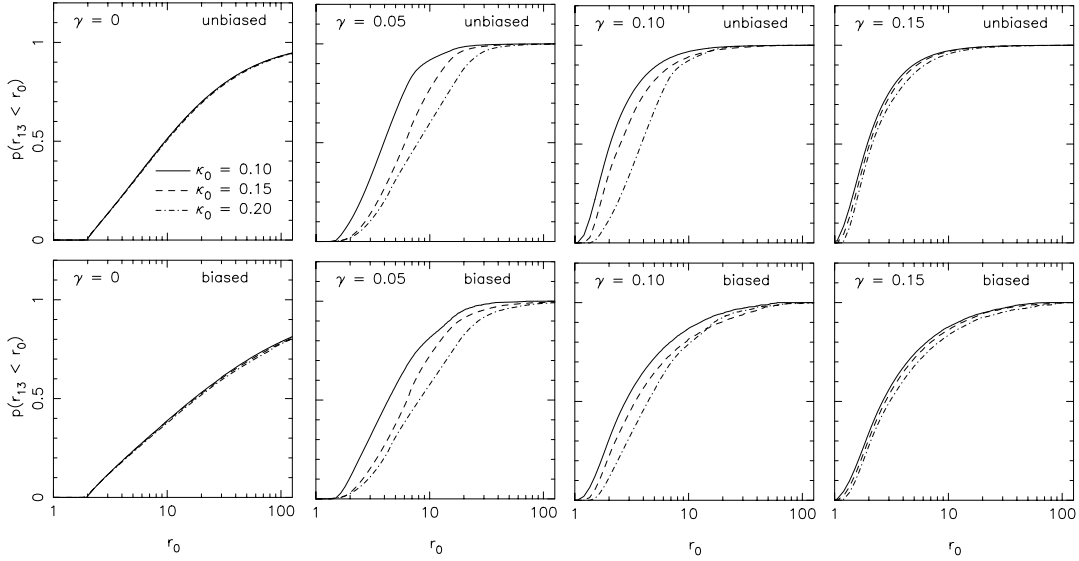 γ = 0 unbiased
γ = 0.05 unbiased
γ = 0.10 unbiased
γ = 0.15 unbiased
1
0.5
0
p(r₁₃ < r₀)
κ₀ = 0.10
κ₀ = 0.15
κ₀ = 0.20
γ = 0 biased
γ = 0.05 biased
γ = 0.10 biased
γ = 0.15 biased
1
0.5
0
p(r₁₃ < r₀)
1 10 100
1 10 100
1 10 100
1 10 100
r₀
r₀
r₀
r₀